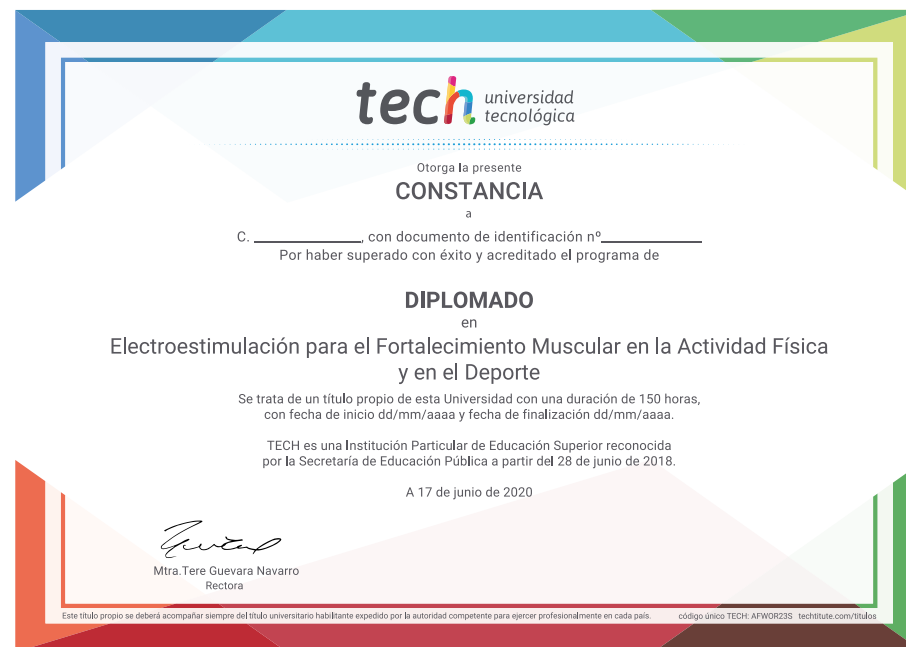 tech universidad
tecnológica
Otorga la presente
CONSTANCIA
a
C. ____________, con documento de identificación nº____________
Por haber superado con éxito y acreditado el programa de
DIPLOMADO
en
Electroestimulación para el Fortalecimiento Muscular en la Actividad Física
y en el Deporte
Se trata de un título propio de esta Universidad con una duración de 150 horas,
con fecha de inicio dd/mm/aaaa y fecha de finalización dd/mm/aaaa.
TECH es una Institución Particular de Educación Superior reconocida
por la Secretaría de Educación Pública a partir del 28 de junio de 2018.
A 17 de junio de 2020
Mtra.Tere Guevara Navarro
Rectora
Este título propio se deberá acompañar siempre del título universitario habilitante expedido por la autoridad competente para ejercer profesionalmente en cada país. código único TECH: AFWOR23S techtitute.com/titulos